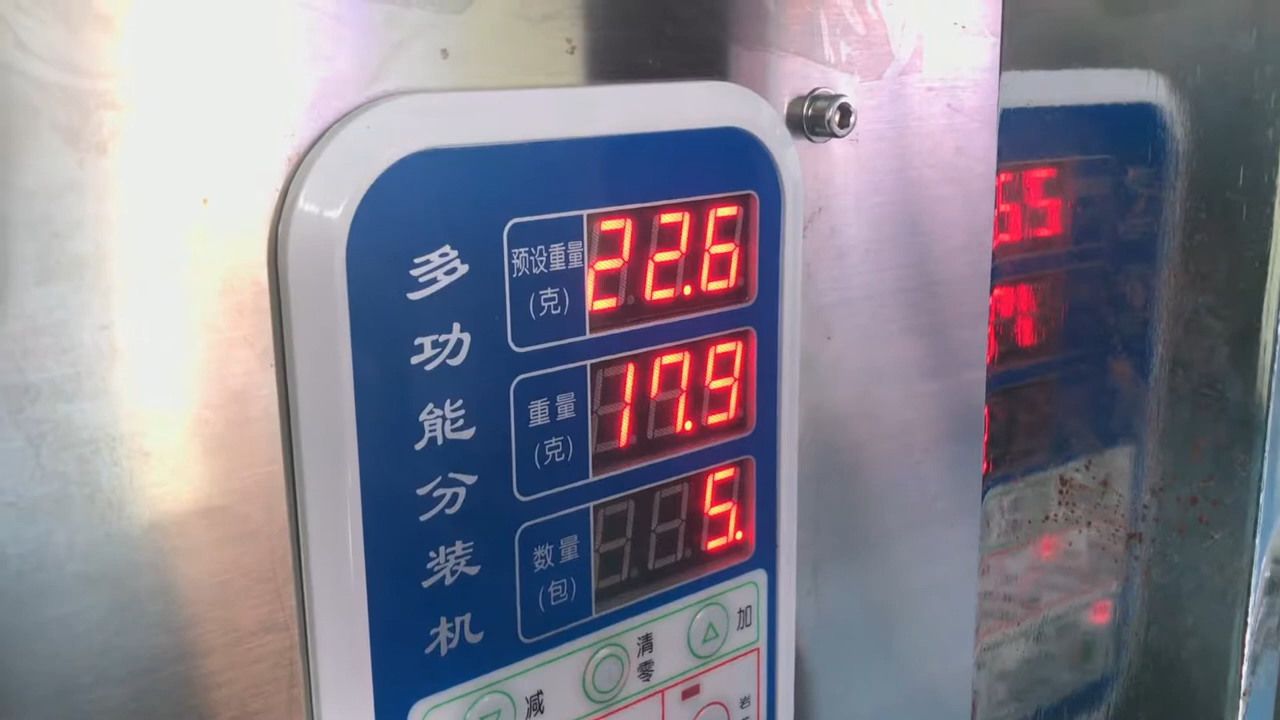 多功能分装机
预设重量
(克)
22.6
重量
(克)
17.9
数量
(包)
5.
加
清零
减